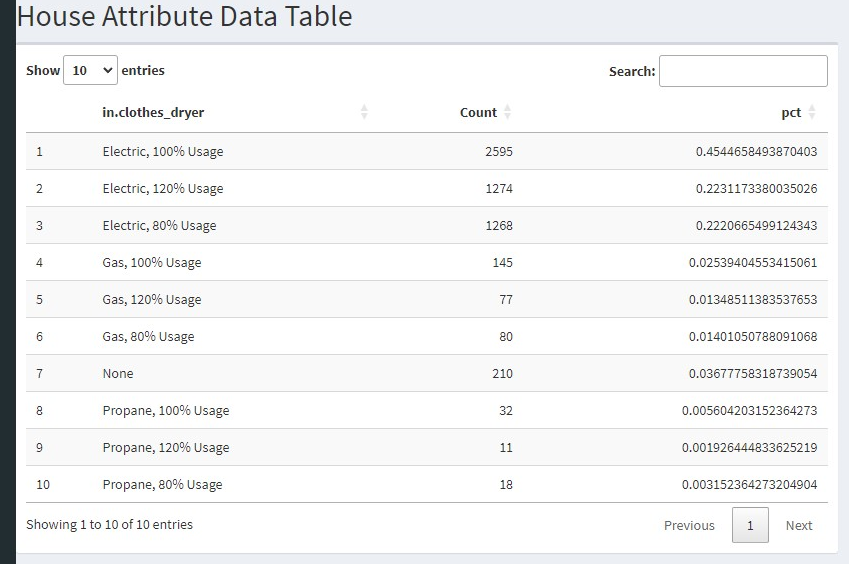 House Attribute Data Table
Show 10 entries Search:
in.clothes_dryer Count pct
1 Electric, 100% Usage 2595 0.4544658493870403
2 Electric, 120% Usage 1274 0.2231173380035026
3 Electric, 80% Usage 1268 0.2220665499124343
4 Gas, 100% Usage 145 0.02539404553415061
5 Gas, 120% Usage 77 0.01348511383537653
6 Gas, 80% Usage 80 0.01401050788091068
7 None 210 0.03677758318739054
8 Propane, 100% Usage 32 0.005604203152364273
9 Propane, 120% Usage 11 0.001926444833625219
10 Propane, 80% Usage 18 0.003152364273204904
Showing 1 to 10 of 10 entries Previous 1 Next